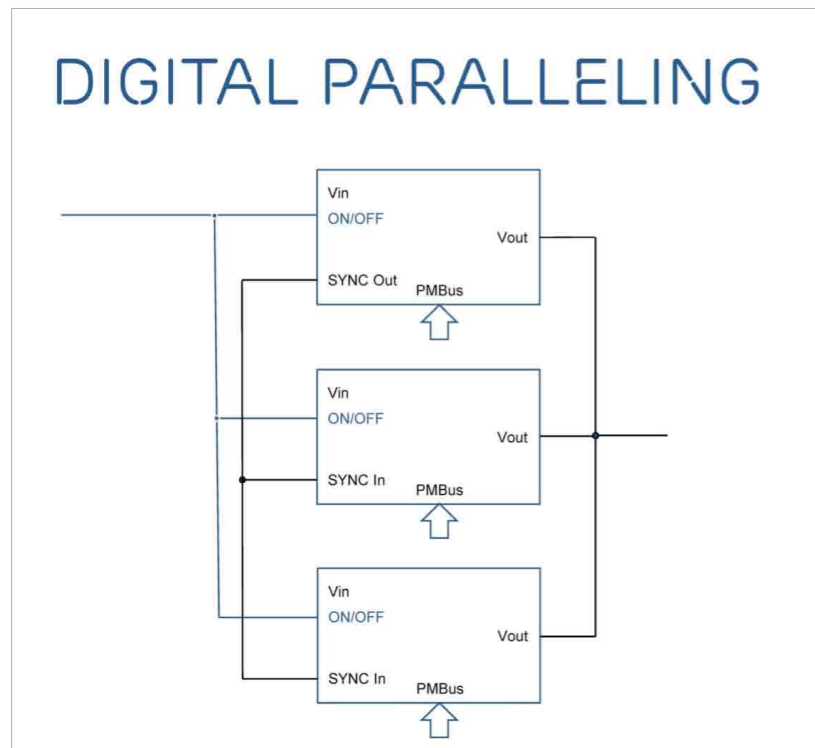 DIGITAL PARALLELING
Vin
ON/OFF
Vout
SYNC Out
PMBus
Vin
ON/OFF
Vout
SYNC In
PMBus
Vin
ON/OFF
Vout
SYNC In
PMBus